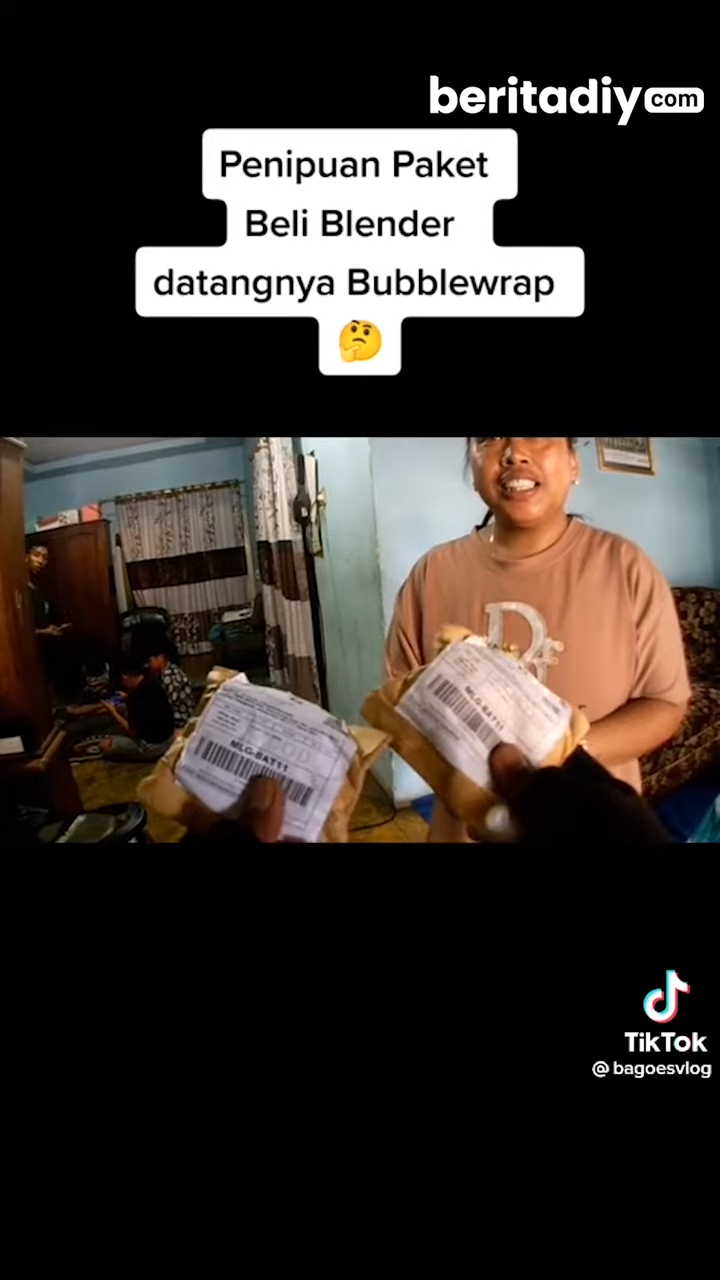 beritadiy.com
Penipuan Paket
Beli Blender
datangnya Bubblewrap
🤔
MLG-BAT11
MLG-BAT11
TikTok
@bagoesvlog